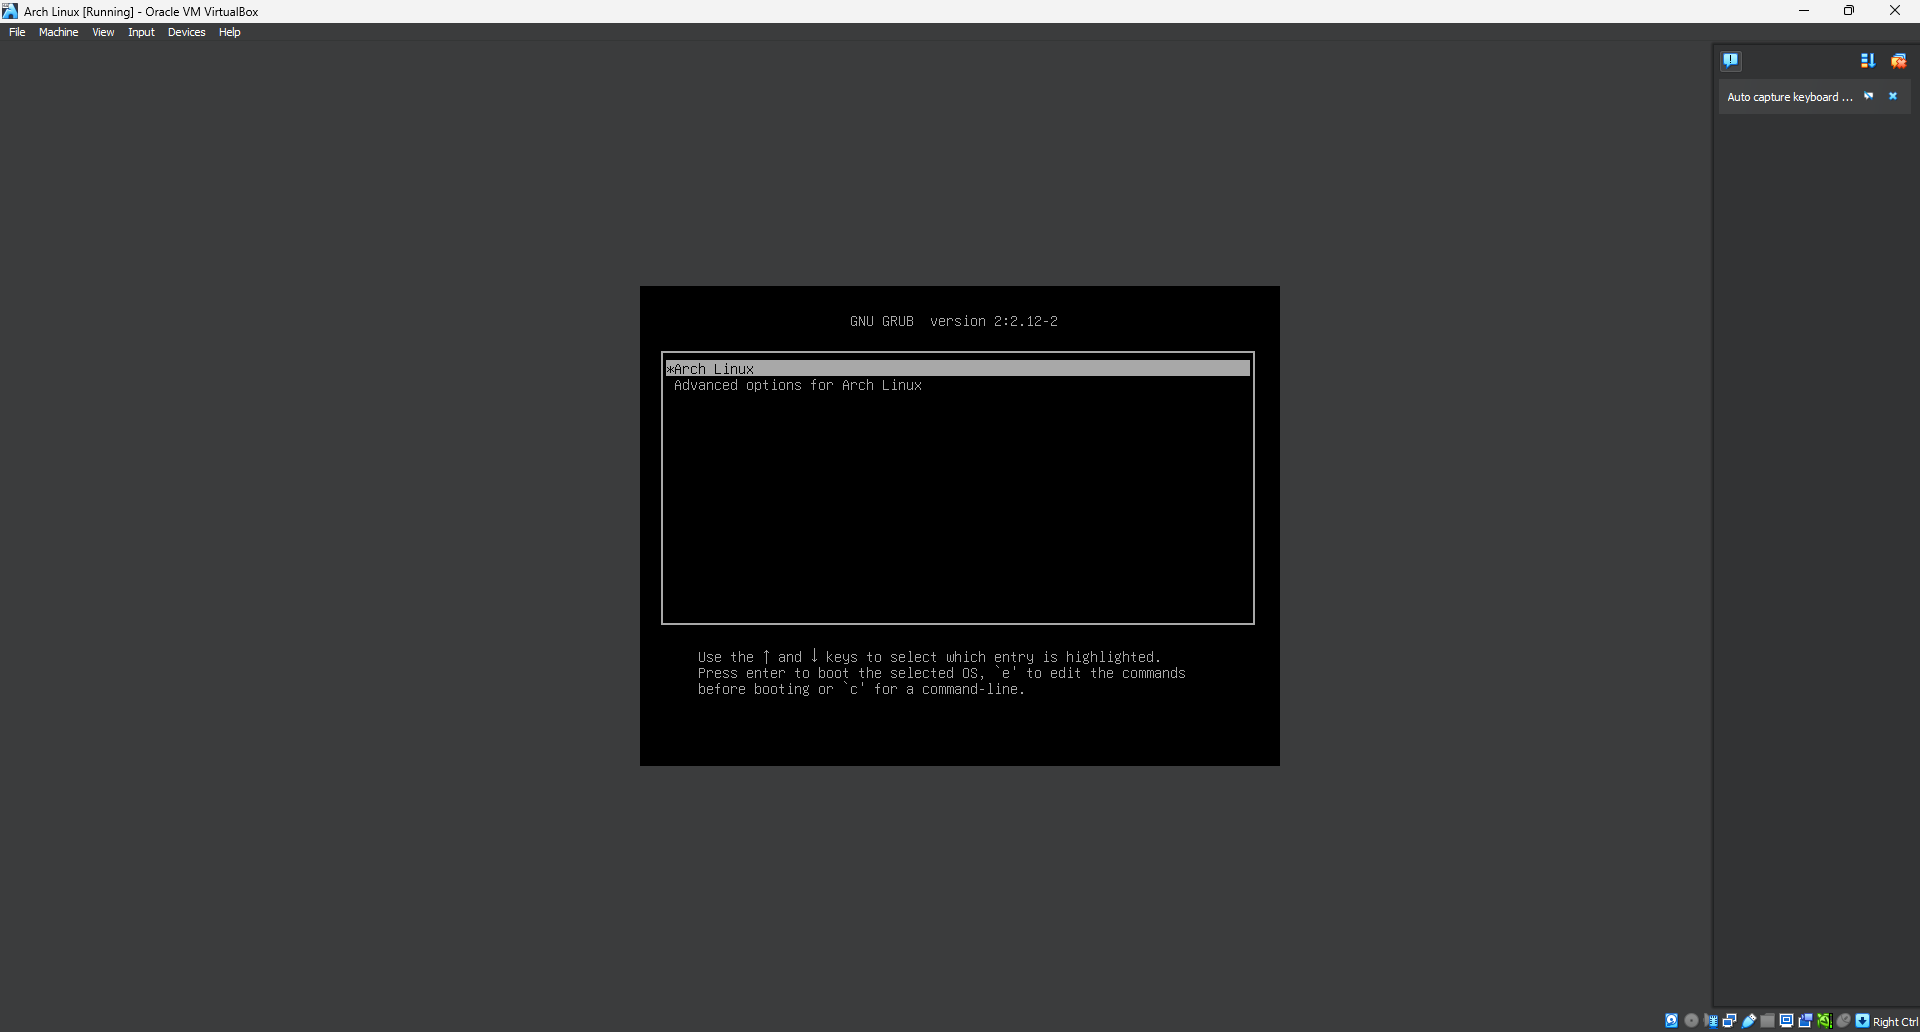 Arch Linux [Running] - Oracle VM VirtualBox
File Machine View Input Devices Help
Auto capture keyboard ...
GNU GRUB version 2:2.12-2
*Arch Linux
Advanced options for Arch Linux
Use the ↑ and ↓ keys to select which entry is highlighted.
Press enter to boot the selected OS, `e' to edit the commands
before booting or `c' for a command-line.
Right Ctrl